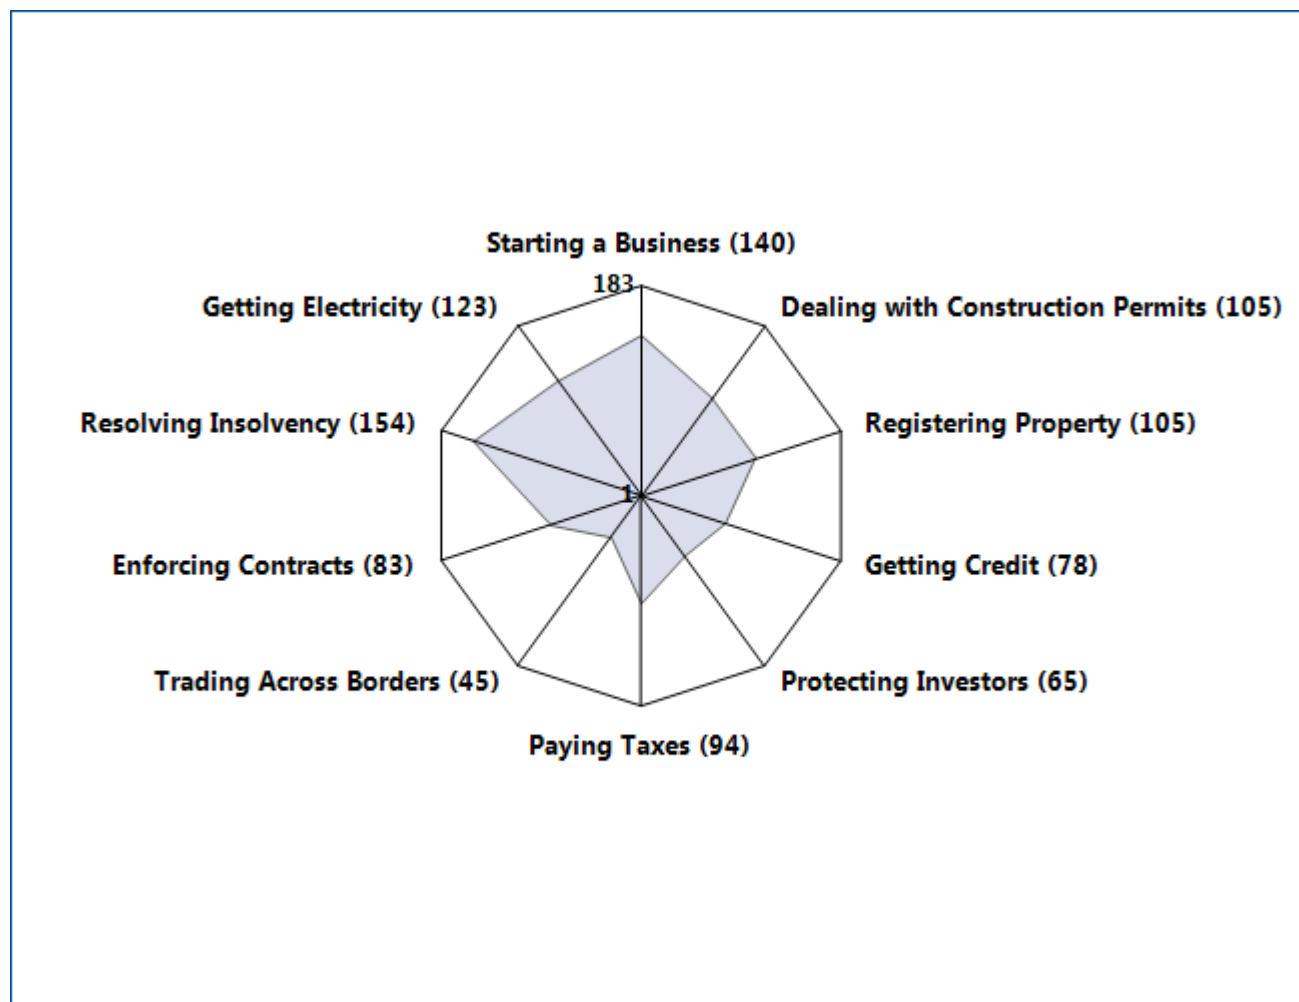 Starting a Business (140)
183
Getting Electricity (123)
Dealing with Construction Permits (105)
Resolving Insolvency (154)
Registering Property (105)
1
Enforcing Contracts (83)
Getting Credit (78)
Trading Across Borders (45)
Protecting Investors (65)
Paying Taxes (94)